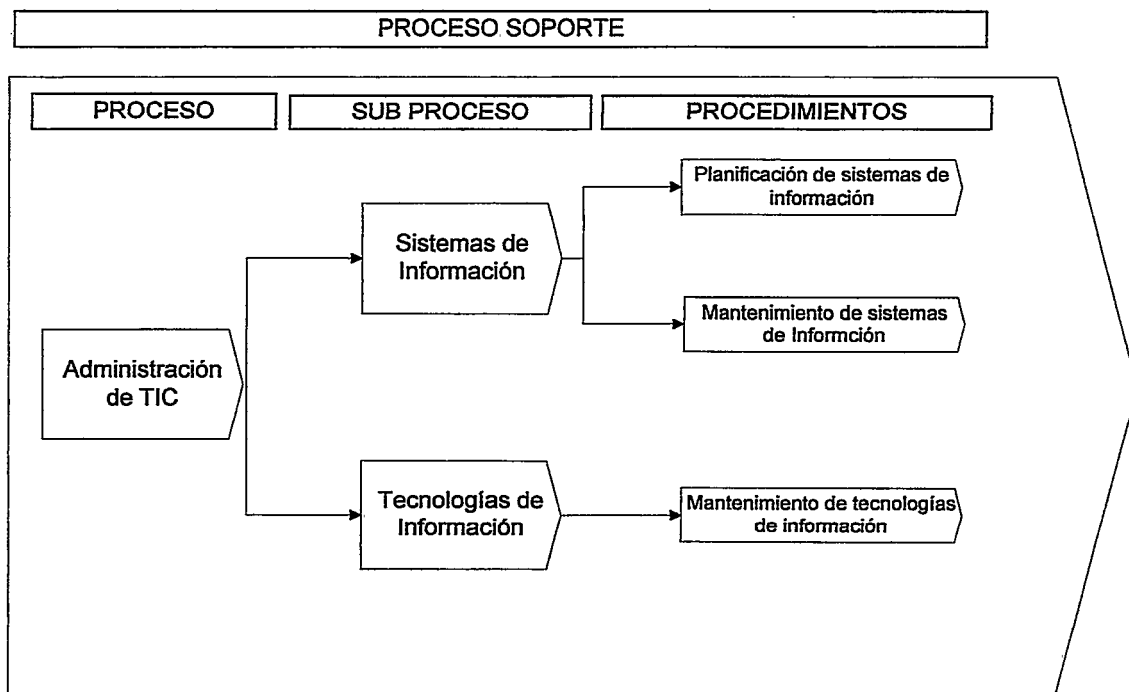 PROCESO SOPORTE
PROCESO
SUB PROCESO
PROCEDIMIENTOS
Planificación de sistemas de
información
Sistemas de
Información
Mantenimiento de sistemas
de Informción
Administración
de TIC
Tecnologías de
Información
Mantenimiento de tecnologías
de información